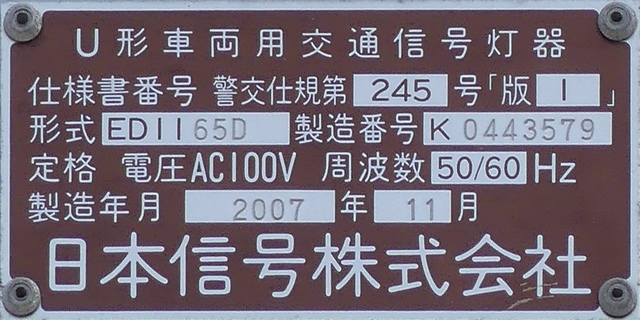 U形車両用交通信号灯器
仕様書番号 警交仕規第 245 号「版 1 」
形式 ED1165D 製造番号 K 0443579
定格 電圧AC100V 周波数 50/60 Hz
製造年月 2007 年 11 月
日本信号株式会社